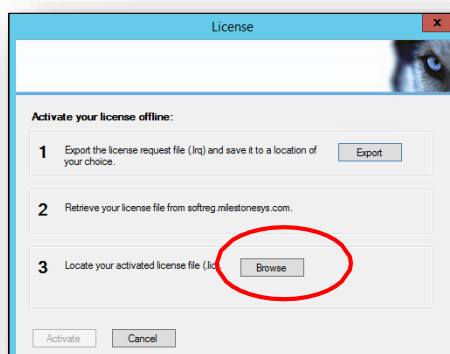 License
x
Activate your license offline:
1 Export the license request file (.lrq) and save it to a location of
your choice.
Export
2 Retrieve your license file from softreg.milestonesys.com.
3 Locate your activated license file (.lic
Browse
Activate
Cancel